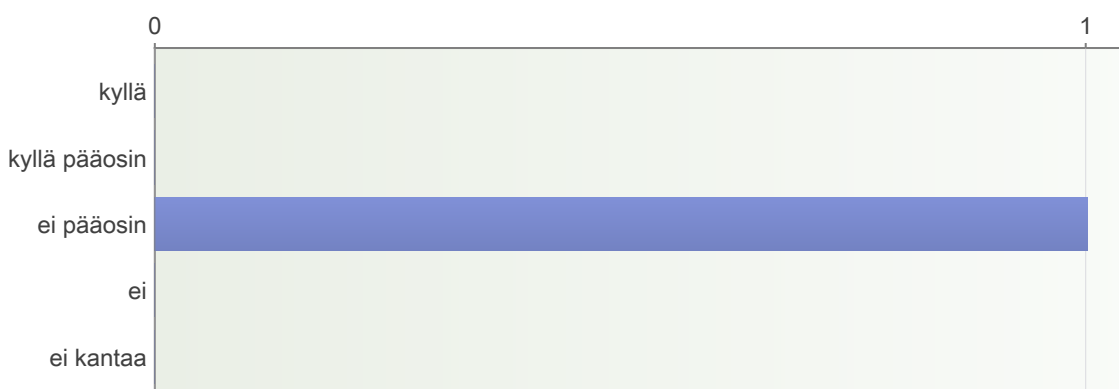 0 1
kyllä
kyllä pääosin
ei pääosin
ei
ei kantaa